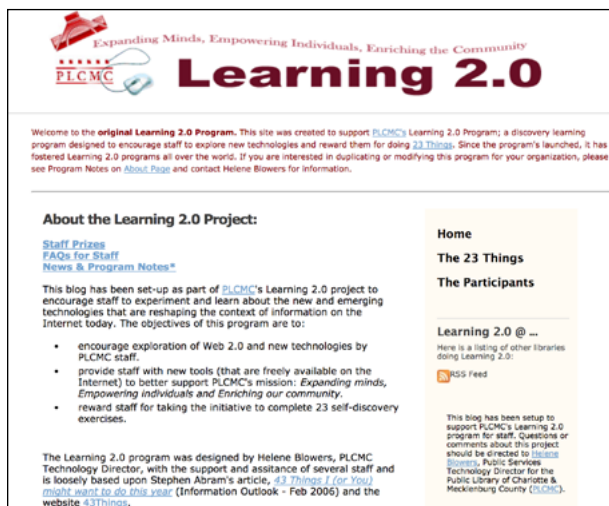 Expanding Minds, Empowering Individuals, Enriching the Community
PLCMC
Learning 2.0
Welcome to the original Learning 2.0 Program. This site was created to support PLCMC's Learning 2.0 Program; a discovery learning
program designed to encourage staff to explore new technologies and reward them for doing 23 Things. Since the program's launched, it has
fostered Learning 2.0 programs all over the world. If you are interested in duplicating or modifying this program for your organization, please
see Program Notes on About Page and contact Helene Blowers for information.
About the Learning 2.0 Project:
Staff Prizes
FAQs for Staff
News & Program Notes*
This blog has been set-up as part of PLCMC's Learning 2.0 project to
encourage staff to experiment and learn about the new and emerging
technologies that are reshaping the context of information on the
Internet today. The objectives of this program are to:
• encourage exploration of Web 2.0 and new technologies by
PLCMC staff.
• provide staff with new tools (that are freely available on the
Internet) to better support PLCMC's mission: Expanding minds,
Empowering individuals and Enriching our community.
• reward staff for taking the initiative to complete 23 self-discovery
exercises.
The Learning 2.0 program was designed by Helene Blowers, PLCMC
Technology Director, with the support and assitance of several staff and
is loosely based upon Stephen Abram's article, 43 Things I (or You)
might want to do this year (Information Outlook - Feb 2006) and the
website 43Things.
Home
The 23 Things
The Participants
Learning 2.0 @ ...
Here is a listing of other libraries
doing Learning 2.0:
RSS Feed
This blog has been setup to
support PLCMC's Learning 2.0
program for staff. Questions or
comments about this project
should be directed to Helene
Blowers, Public Services
Technology Director for the
Public Library of Charlotte &
Mecklenburg County (PLCMC).